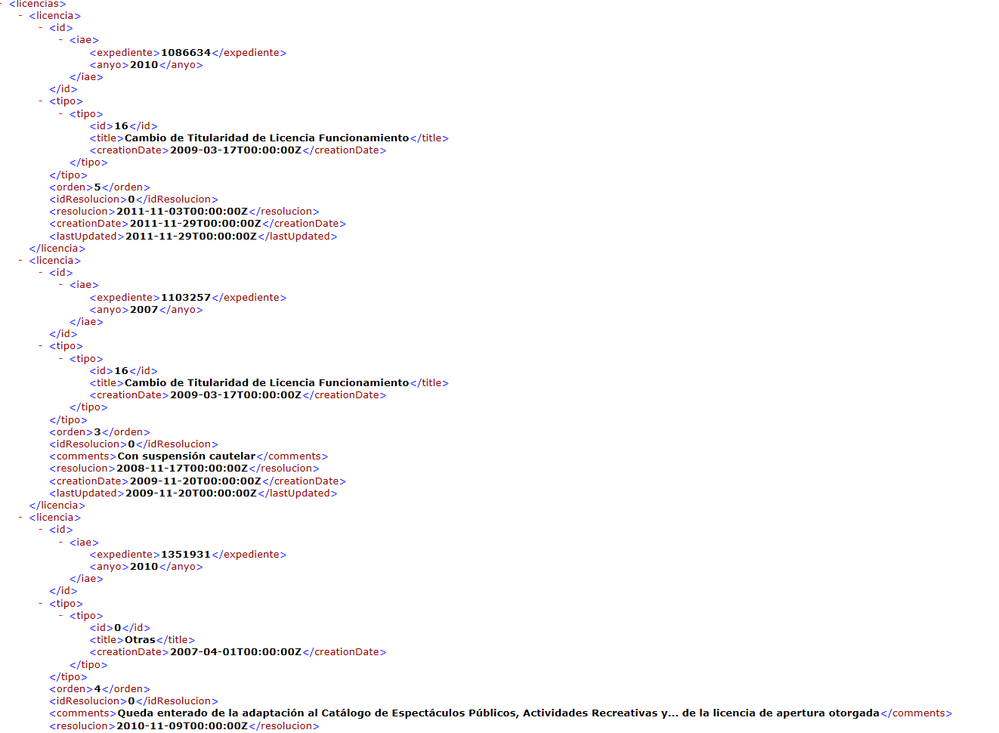 - <licencias>
- <licencia>
- <id>
- <iae>
<expediente>1086634</expediente>
<anyo>2010</anyo>
</iae>
</id>
- <tipo>
- <tipo>
<id>16</id>
<title>Cambio de Titularidad de Licencia Funcionamiento</title>
<creationDate>2009-03-17T00:00:00Z</creationDate>
</tipo>
</tipo>
<orden>5</orden>
<idResolucion>0</idResolucion>
<resolucion>2011-11-03T00:00:00Z</resolucion>
<creationDate>2011-11-29T00:00:00Z</creationDate>
<lastUpdated>2011-11-29T00:00:00Z</lastUpdated>
</licencia>
- <licencia>
- <id>
- <iae>
<expediente>1103257</expediente>
<anyo>2007</anyo>
</iae>
</id>
- <tipo>
- <tipo>
<id>16</id>
<title>Cambio de Titularidad de Licencia Funcionamiento</title>
<creationDate>2009-03-17T00:00:00Z</creationDate>
</tipo>
</tipo>
<orden>3</orden>
<idResolucion>0</idResolucion>
<comments>Con suspensión cautelar</comments>
<resolucion>2008-11-17T00:00:00Z</resolucion>
<creationDate>2009-11-20T00:00:00Z</creationDate>
<lastUpdated>2009-11-20T00:00:00Z</lastUpdated>
</licencia>
- <licencia>
- <id>
- <iae>
<expediente>1351931</expediente>
<anyo>2010</anyo>
</iae>
</id>
- <tipo>
- <tipo>
<id>0</id>
<title>Otras</title>
<creationDate>2007-04-01T00:00:00Z</creationDate>
</tipo>
</tipo>
<orden>4</orden>
<idResolucion>0</idResolucion>
<comments>Queda enterado de la adaptación al Catálogo de Espectáculos Públicos, Actividades Recreativas y... de la licencia de apertura otorgada</comments>
<resolucion>2010-11-09T00:00:00Z</resolucion>